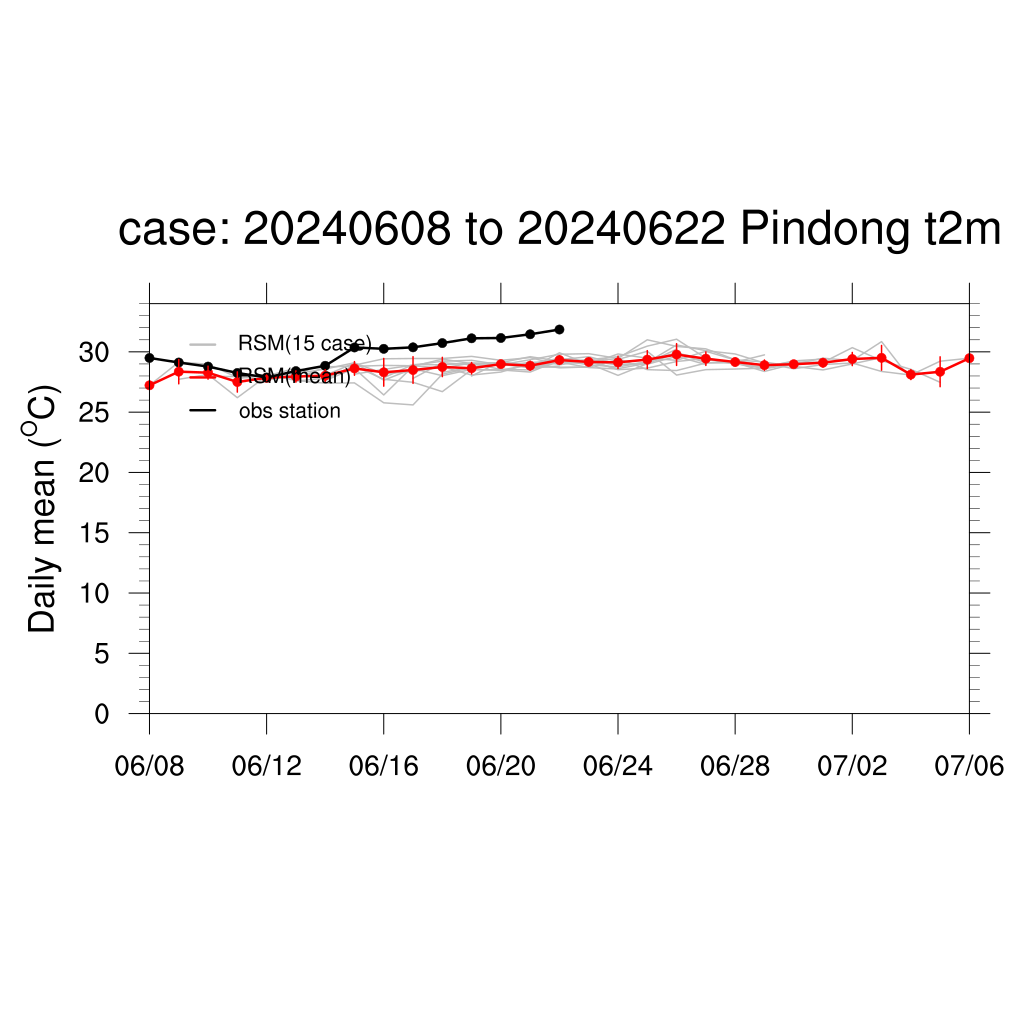 case: 20240608 to 20240622 Pindong t2m
Daily mean (°C)
30
25
20
15
10
5
0
RSM(15 case)
RSM(mean)
obs station
06/08 06/12 06/16 06/20 06/24 06/28 07/02 07/06